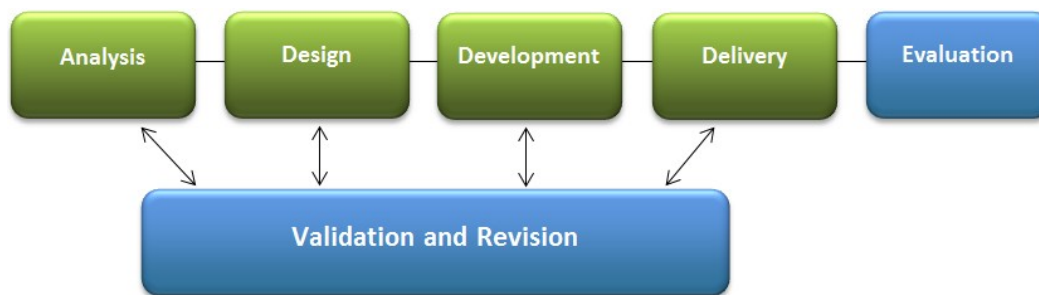 Analysis
Design
Development
Delivery
Evaluation
Validation and Revision